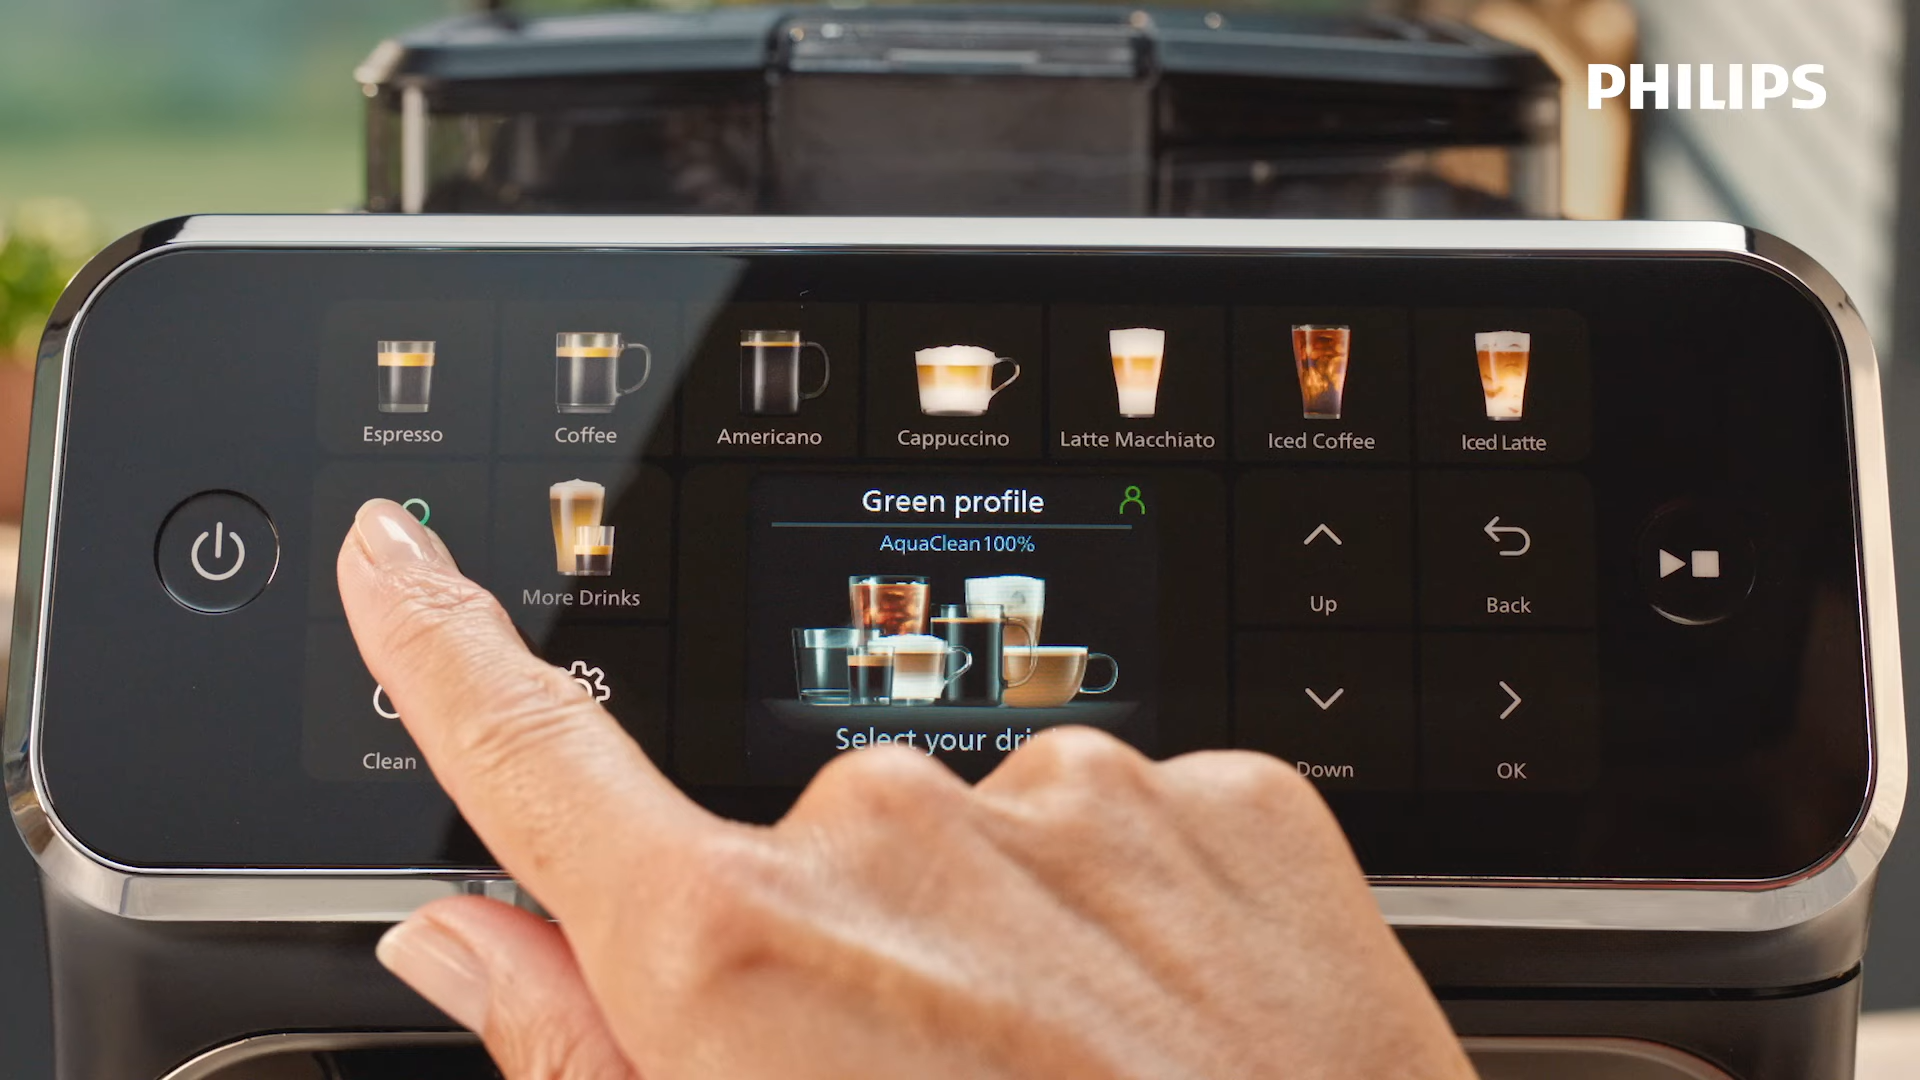 PHILIPS
Espresso
Coffee
Americano
Cappuccino
Latte Macchiato
Iced Coffee
Iced Latte
Green profile
AquaClean 100%
More Drinks
Up
Back
Select your
Clean
Down
OK